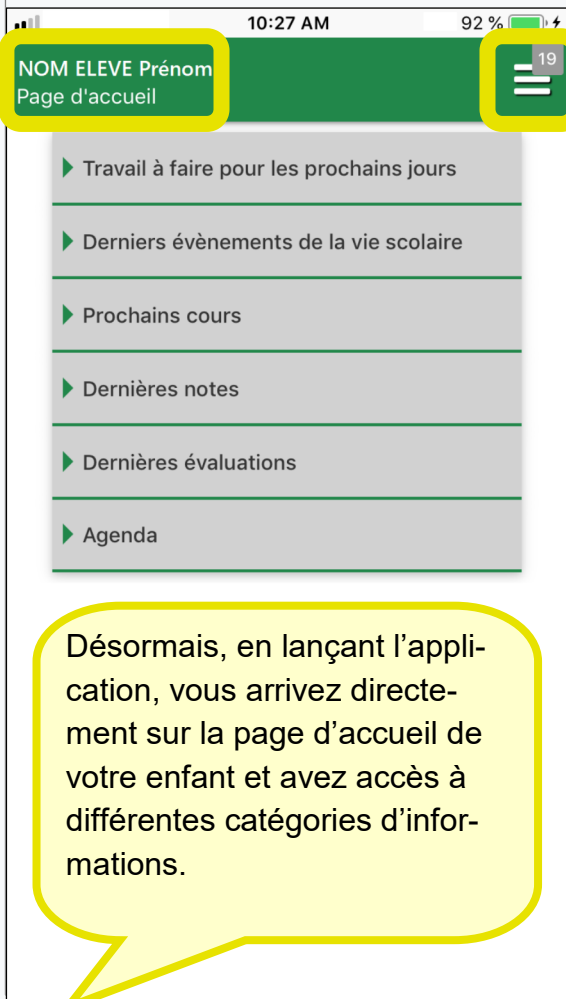 10:27 AM 92 %
NOM ELEVE Prénom 19
Page d'accueil
Travail à faire pour les prochains jours
Derniers évènements de la vie scolaire
Prochains cours
Dernières notes
Dernières évaluations
Agenda
Désormais, en lançant l’appli-
cation, vous arrivez directe-
ment sur la page d’accueil de
votre enfant et avez accès à
différentes catégories d’infor-
mations.